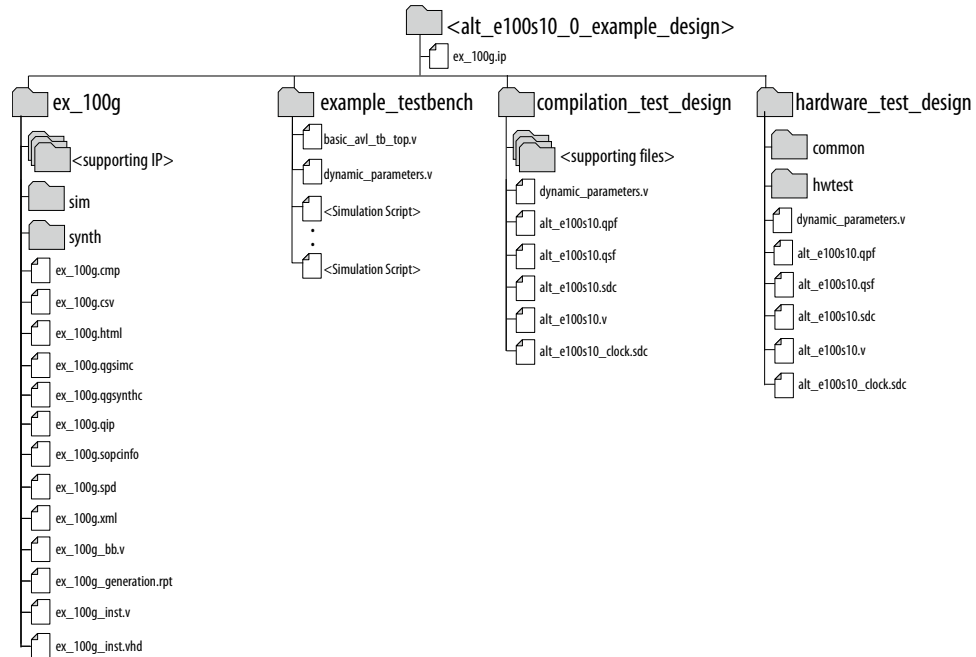 <alt_e100s10_0_example_design>
ex_100g.ip
ex_100g
<supporting IP>
sim
synth
ex_100g.cmp
ex_100g.csv
ex_100g.html
ex_100g.qgsimc
ex_100g.qgsynthc
ex_100g.qip
ex_100g.sopcinfo
ex_100g.spd
ex_100g.xml
ex_100g_bb.v
ex_100g_generation.rpt
ex_100g_inst.v
ex_100g_inst.vhd
example_testbench
basic_avl_tb_top.v
dynamic_parameters.v
<Simulation Script>
<Simulation Script>
compilation_test_design
<supporting files>
dynamic_parameters.v
alt_e100s10.qpf
alt_e100s10.qsf
alt_e100s10.sdc
alt_e100s10.v
alt_e100s10_clock.sdc
hardware_test_design
common
hwtest
dynamic_parameters.v
alt_e100s10.qpf
alt_e100s10.qsf
alt_e100s10.sdc
alt_e100s10.v
alt_e100s10_clock.sdc